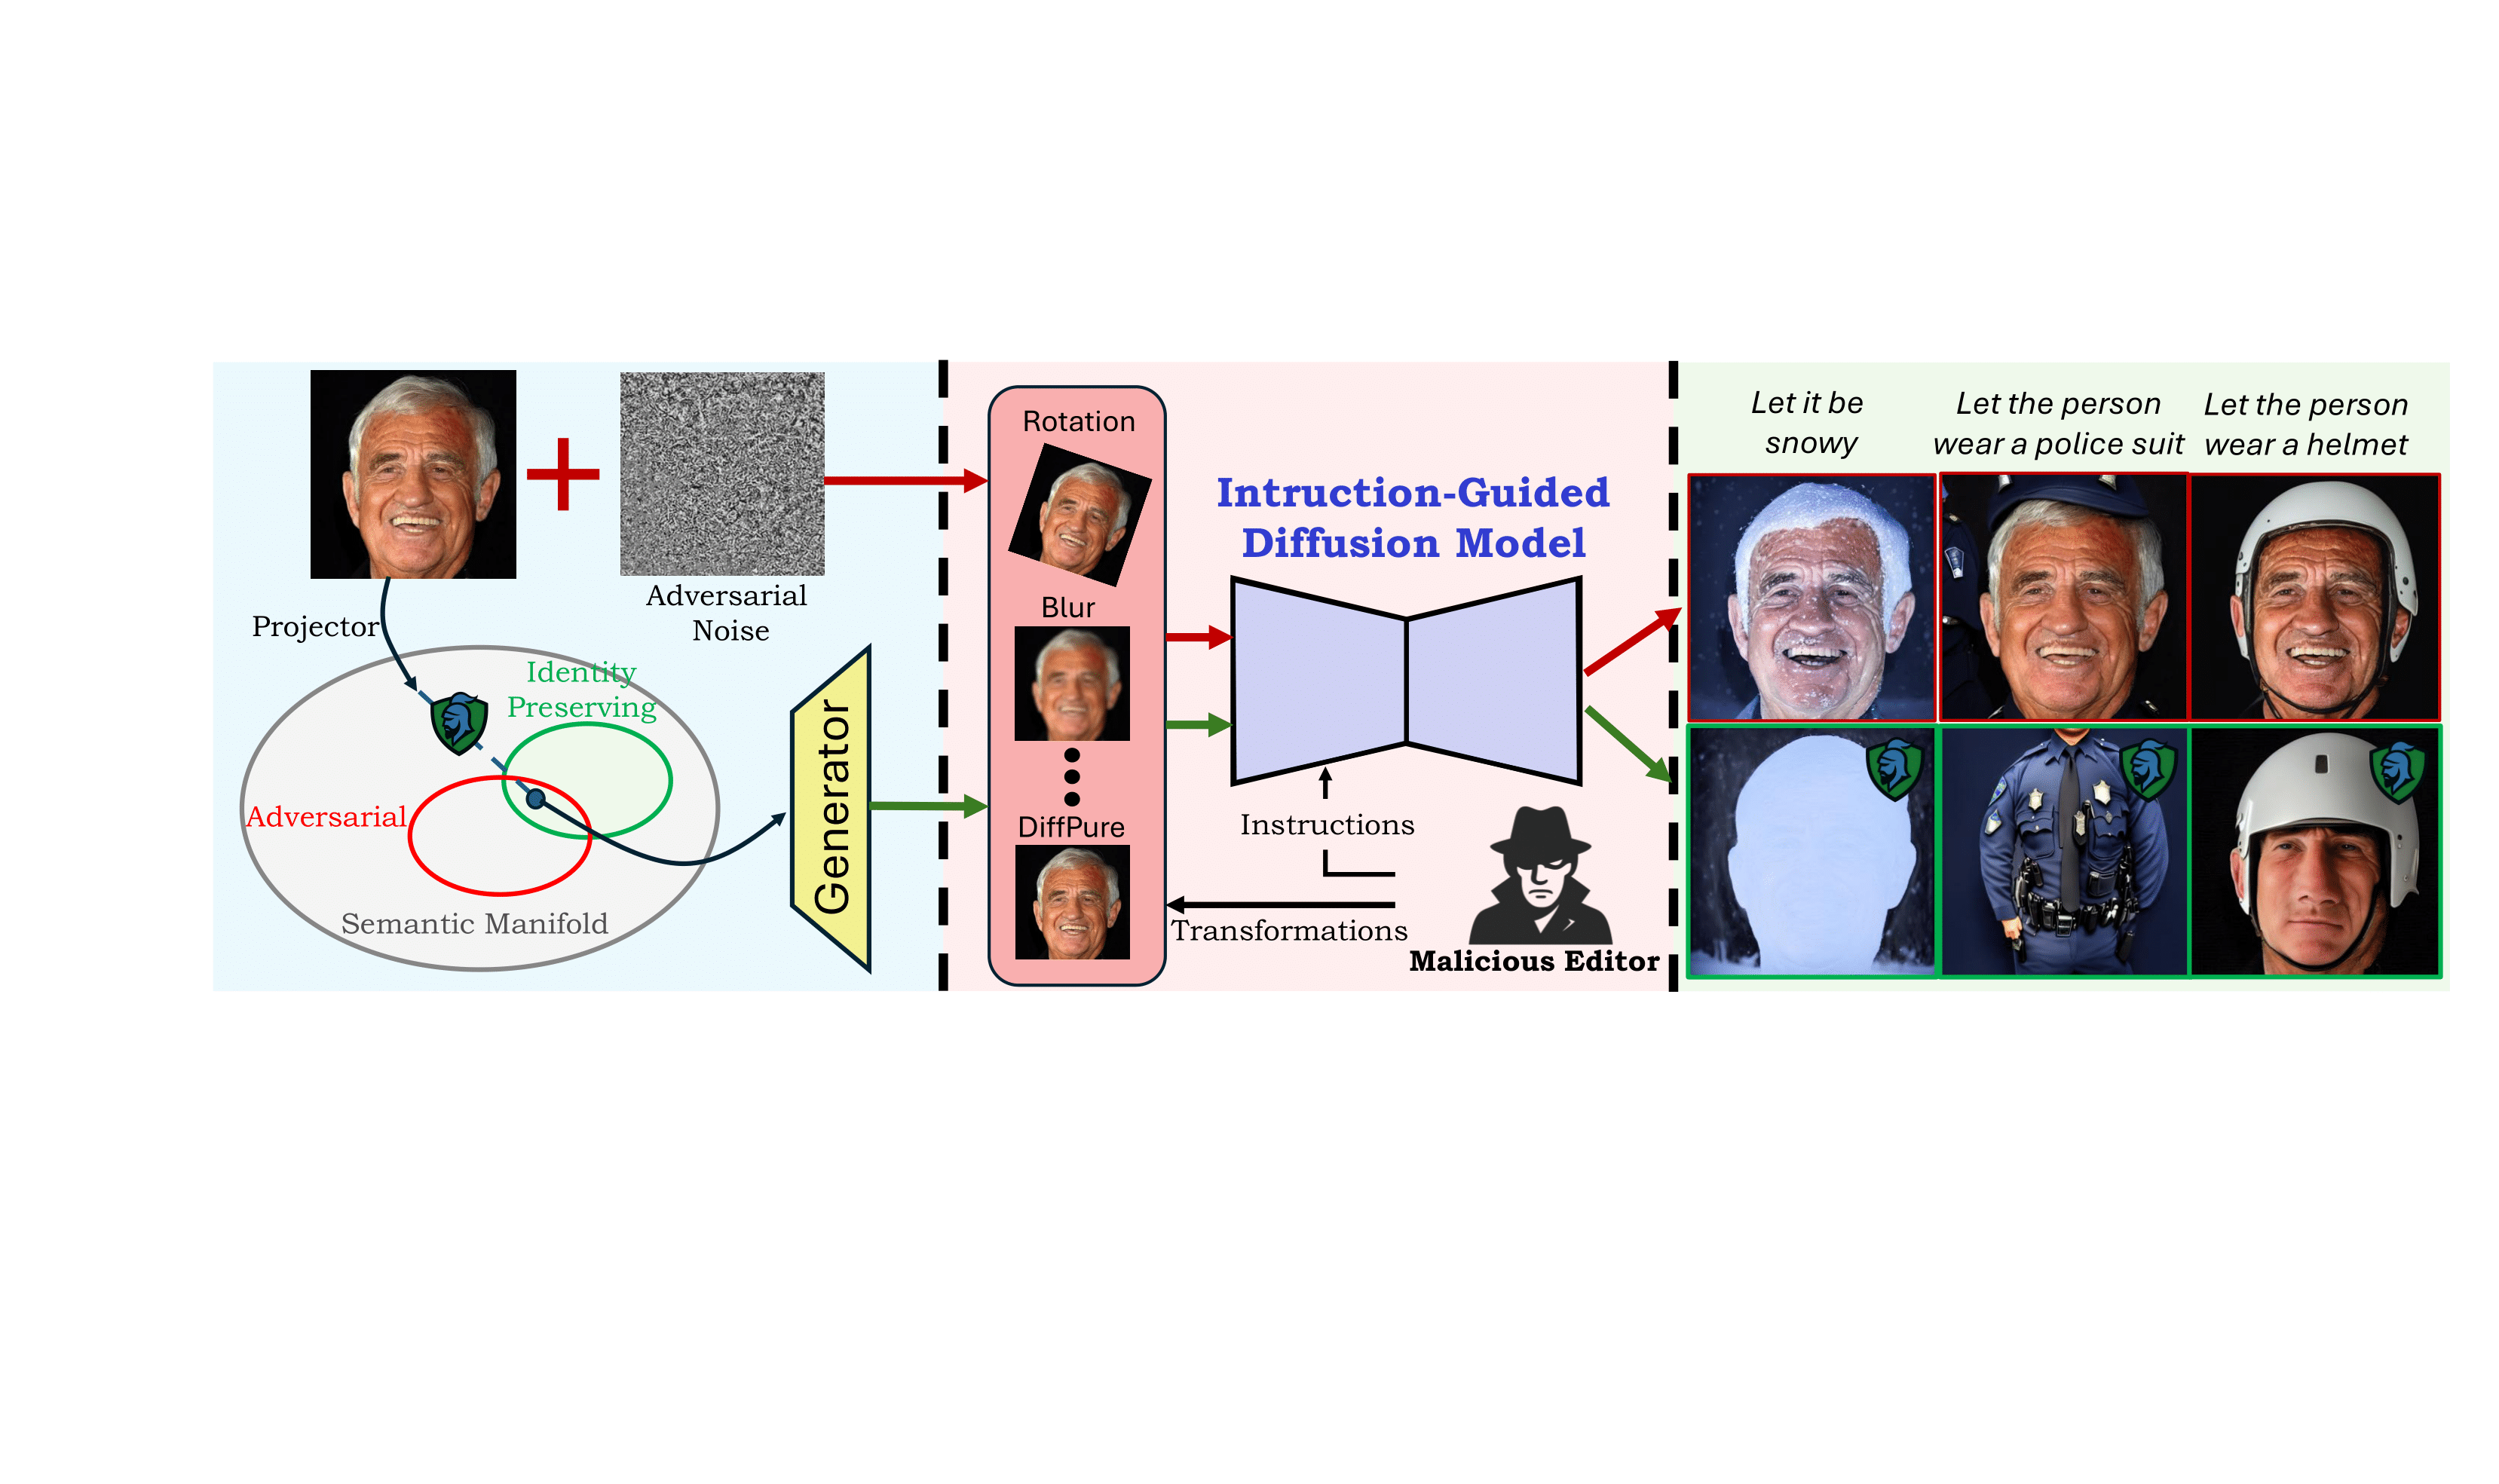 Adversarial
Noise
Projector
Identity
Preserving
Adversarial
Semantic Manifold
Generator
Rotation
Blur
DiffPure
Intruction-Guided
Diffusion Model
Instructions
Transformations
Malicious Editor
Let it be
snowy
Let the person
wear a police suit
Let the person
wear a helmet